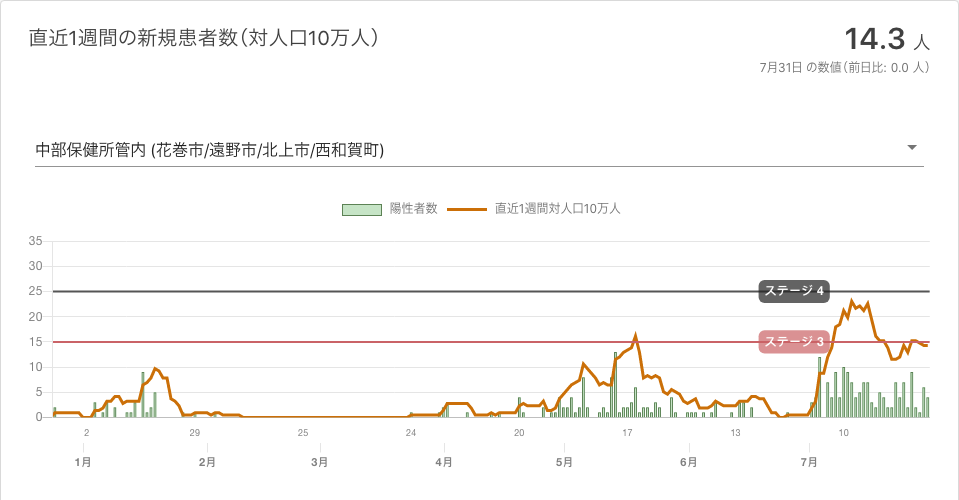 直近1週間の新規患者数（対人口10万人）
14.3 人
7月31日 の数値（前日比: 0.0 人）
中部保健所管内 (花巻市/遠野市/北上市/西和賀町)
陽性者数 直近1週間対人口10万人
35
30
25
20
15
10
5
0
ステージ 4
ステージ 3
2 29 25 24 20 17 13 10
1月 2月 3月 4月 5月 6月 7月